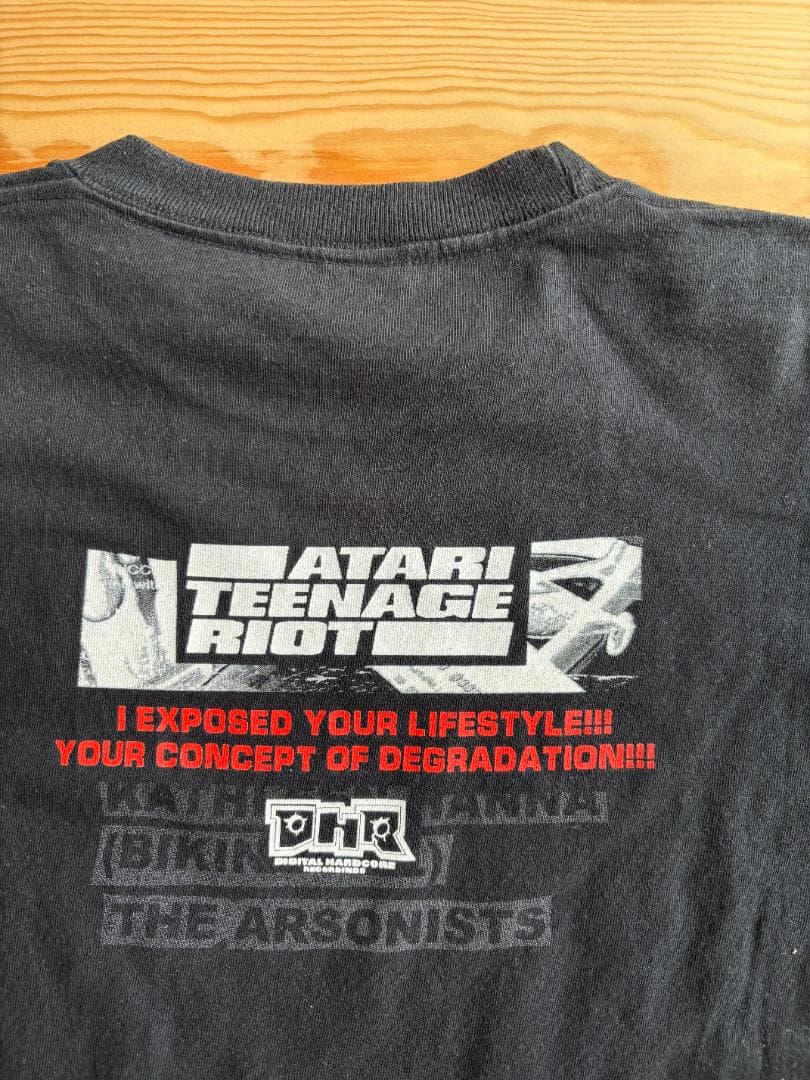 ATARI
TEENAGE
RIOT
I EXPOSED YOUR LIFESTYLE!!!
YOUR CONCEPT OF DEGRADATION!!!
DHR
DIGITAL HARDCORE
RECORDINGS
THE ARSONISTS